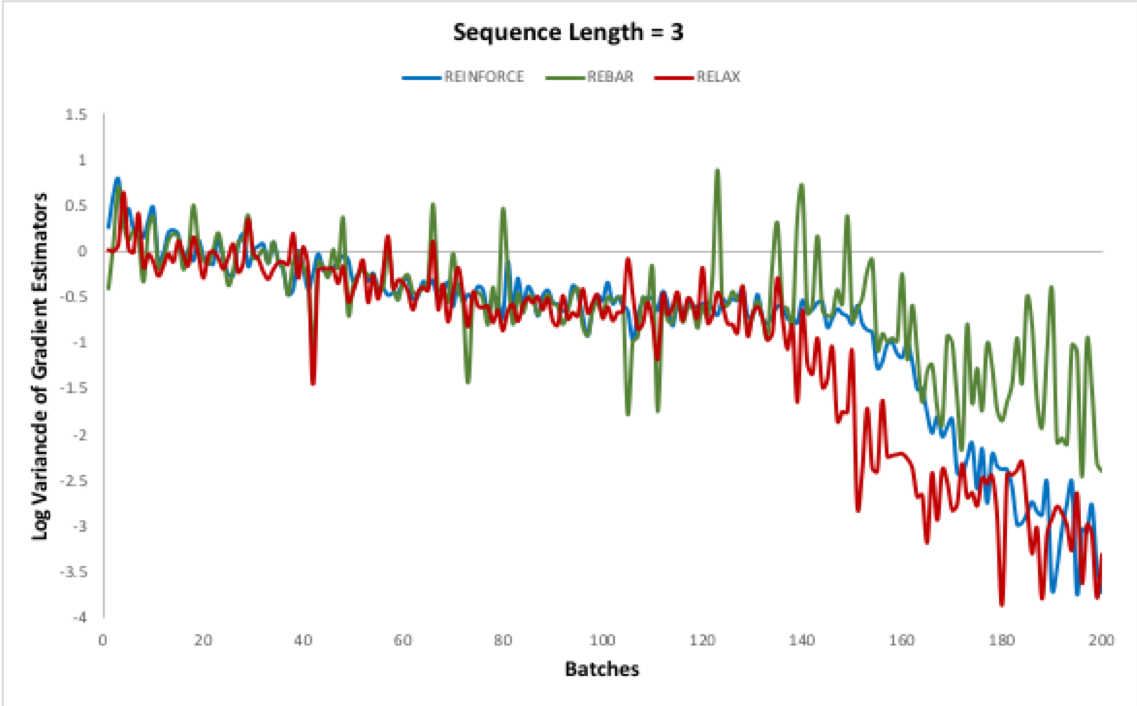 Sequence Length = 3
REINFORCE REBAR RELAX
1.5
1
0.5
0
-0.5
-1
-1.5
-2
-2.5
-3
-3.5
-4
Log Variancde of Gradient Estimators
0 20 40 60 80 100 120 140 160 180 200
Batches